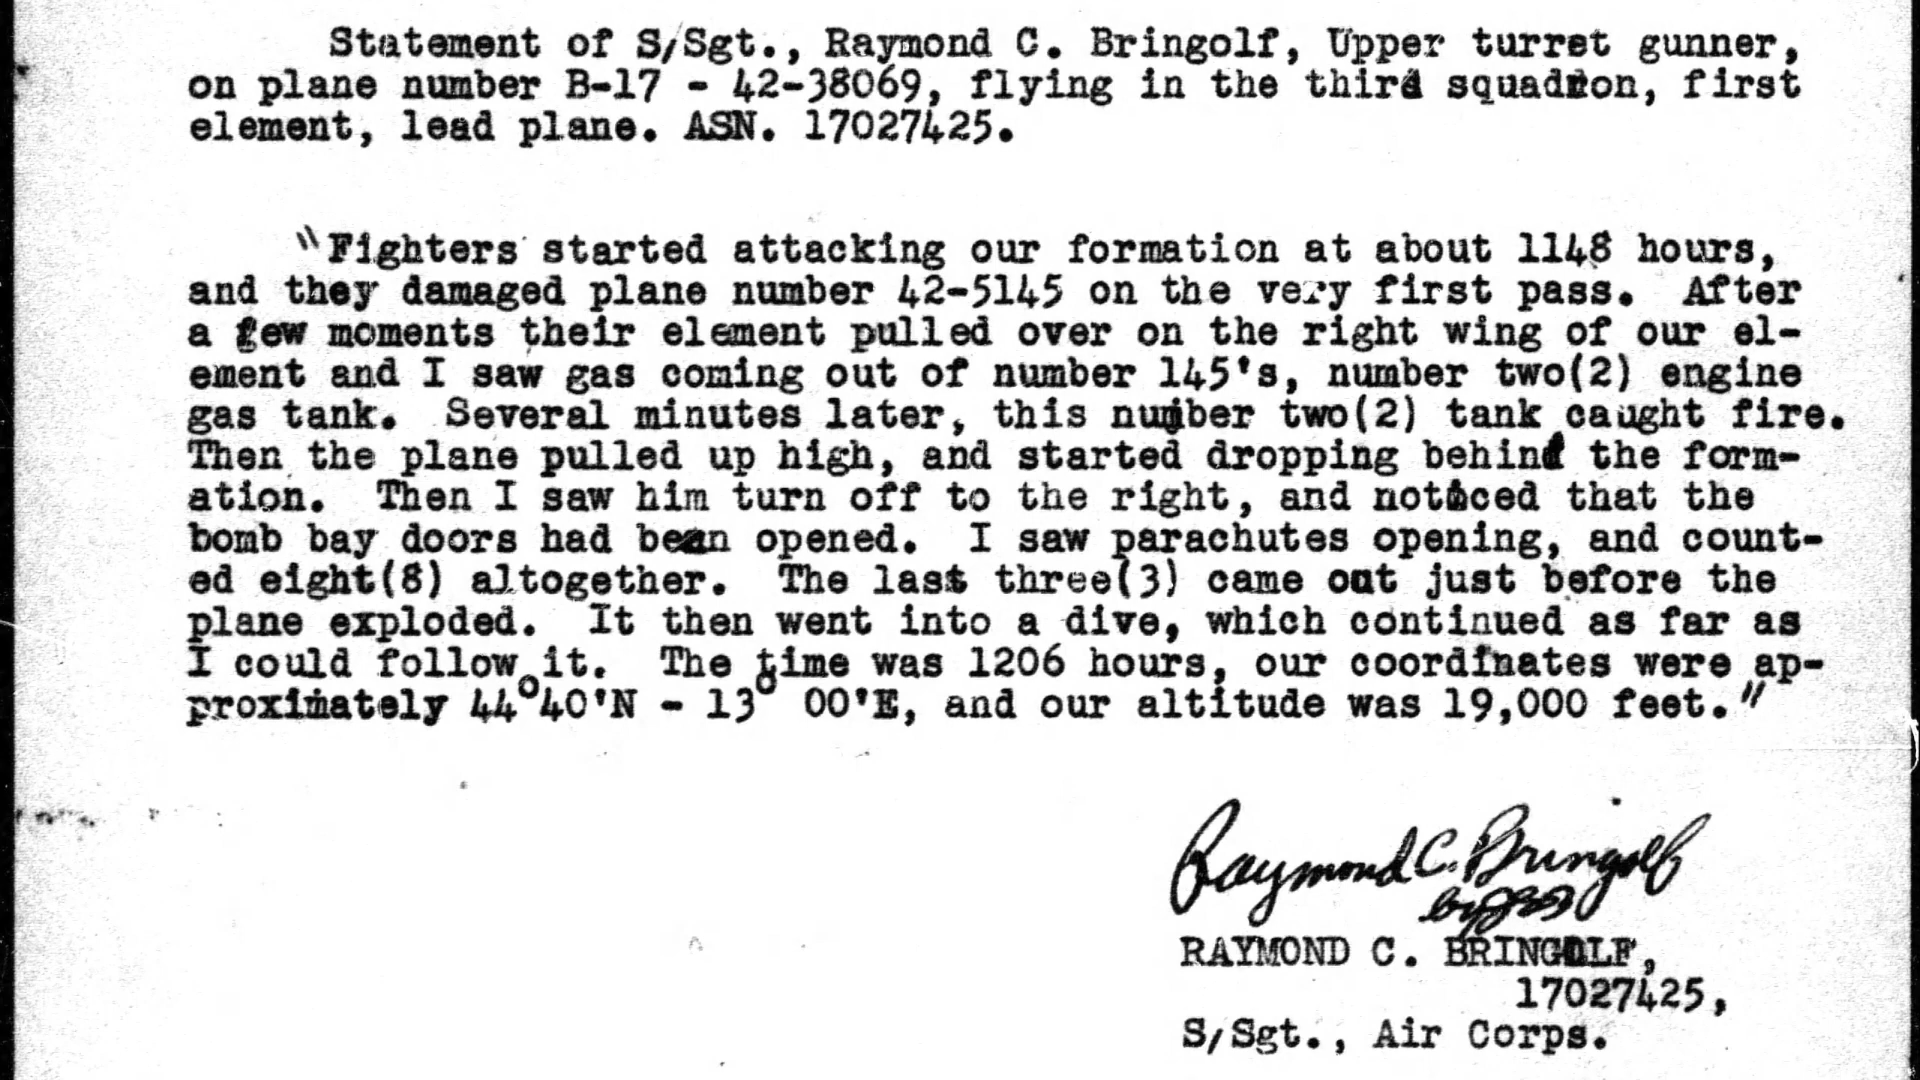 Statement of S/Sgt., Raymond C. Bringolf, Upper turret gunner,
on plane number B-17 - 42-38069, flying in the third squadron, first
element, lead plane. ASN. 17027425.
"Fighters started attacking our formation at about 1148 hours,
and they damaged plane number 42-5145 on the very first pass. After
a few moments their element pulled over on the right wing of our el-
ement and I saw gas coming out of number 145's, number two(2) engine
gas tank. Several minutes later, this number two(2) tank caught fire.
Then the plane pulled up high, and started dropping behind the form-
ation. Then I saw him turn off to the right, and noticed that the
bomb bay doors had been opened. I saw parachutes opening, and count-
ed eight(8) altogether. The last three(3) came out just before the
plane exploded. It then went into a dive, which continued as far as
I could follow it. The time was 1206 hours, our coordinates were ap-
proximately 44°40'N - 13° 00'E, and our altitude was 19,000 feet."
Raymond C. Bringolf
by
RAYMOND C. BRINGOLF,
17027425,
S/Sgt., Air Corps.